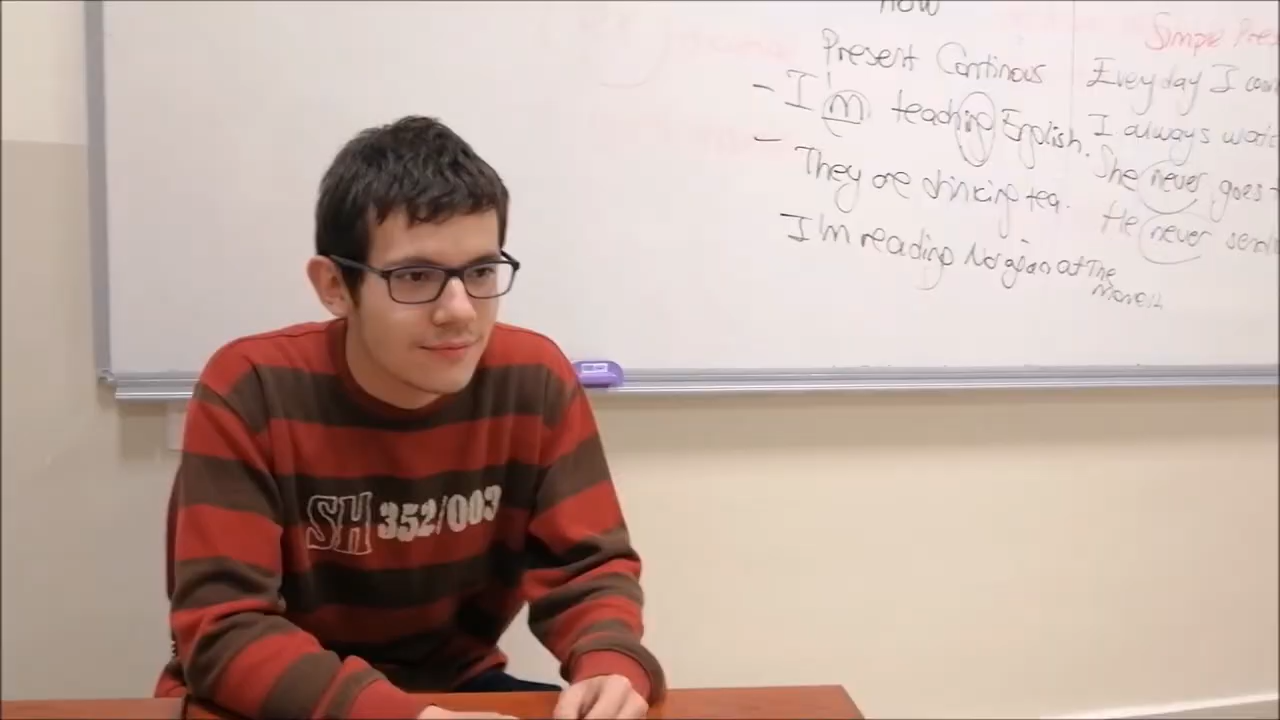 now
Present Continous
- I'm teaching English.
- They are drinking tea.
I'm reading at The
Simple Pres
Everyday I
I always
She never goes
He never
SH 352/003